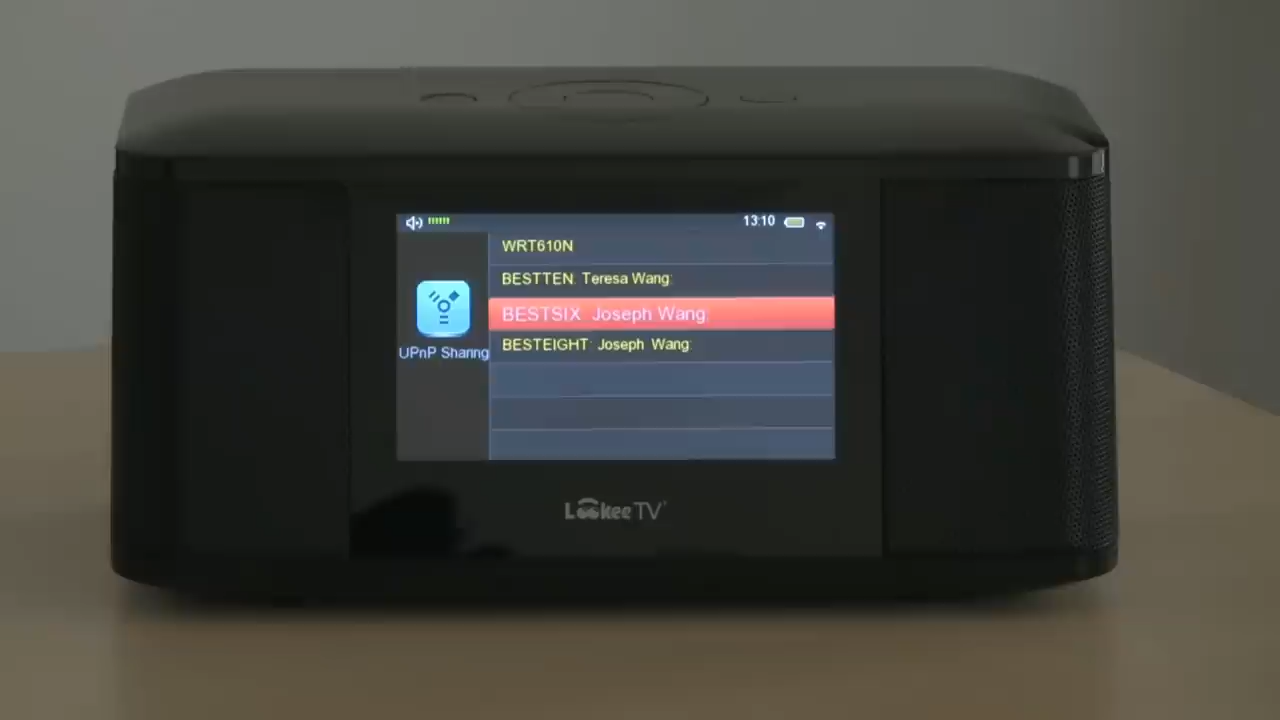 13:10
WRT610N
BESTTEN: Teresa Wang:
BESTSIX: Joseph Wang:
BESTEIGHT: Joseph Wang:
UPnP Sharing
LookeeTV